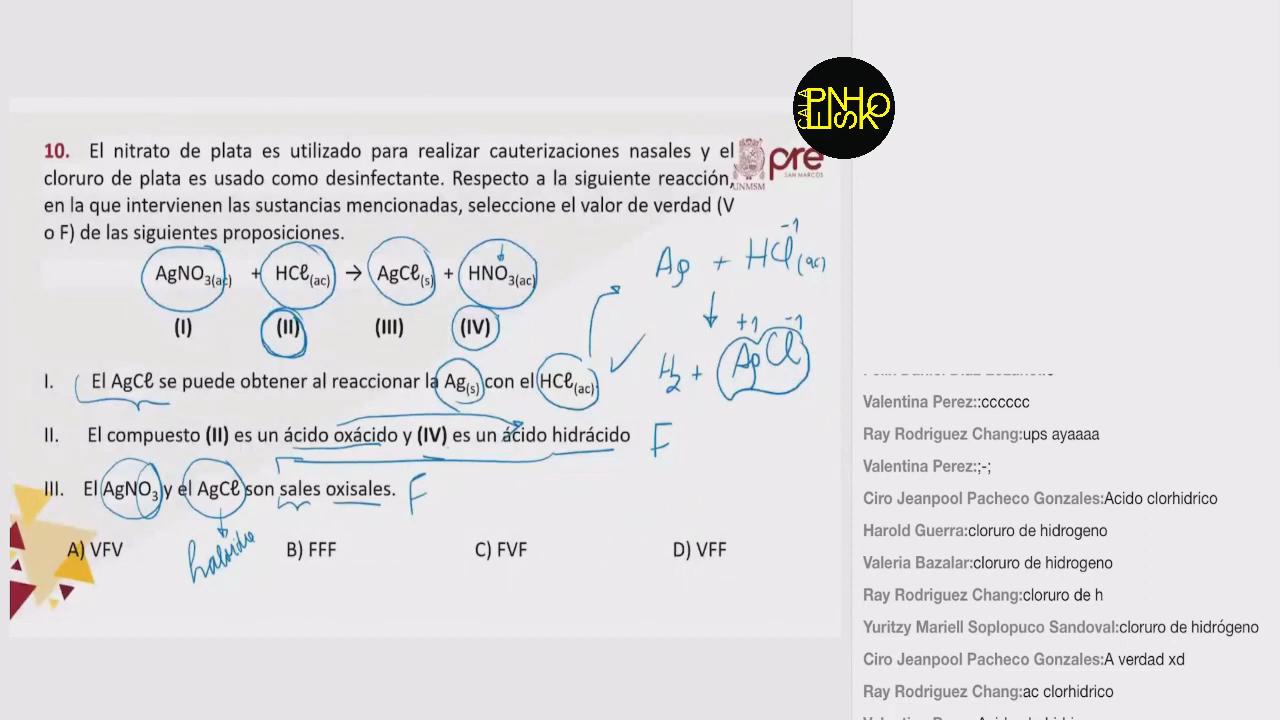 CALA
PENHO
ESK
10. El nitrato de plata es utilizado para realizar cauterizaciones nasales y el
cloruro de plata es usado como desinfectante. Respecto a la siguiente reacción,
en la que intervienen las sustancias mencionadas, seleccione el valor de verdad (V
o F) de las siguientes proposiciones.
UNMSM
pre
SAN MARCOS
AgNO3(ac) + HCℓ(ac) → AgCℓ(s) + HNO3(ac)
(I) (II) (III) (IV)
-1
Ag + HCl(ac)
↓
+1 -1
H2 + AgCl
I. El AgCℓ se puede obtener al reaccionar la Ag(s) con el HCℓ(ac). ✓
II. El compuesto (II) es un ácido oxácido y (IV) es un ácido hidrácido F
III. El AgNO3 y el AgCℓ son sales oxisales. F
A) VFV B) FFF C) FVF D) VFF
Valentina Perez::cccccc
Ray Rodriguez Chang:ups ayaaaa
Valentina Perez:;-;
Ciro Jeanpool Pacheco Gonzales:Acido clorhidrico
Harold Guerra:cloruro de hidrogeno
Valeria Bazalar:cloruro de hidrogeno
Ray Rodriguez Chang:cloruro de h
Yuritzy Mariell Soplopuco Sandoval:cloruro de hidrógeno
Ciro Jeanpool Pacheco Gonzales:A verdad xd
Ray Rodriguez Chang:ac clorhidrico